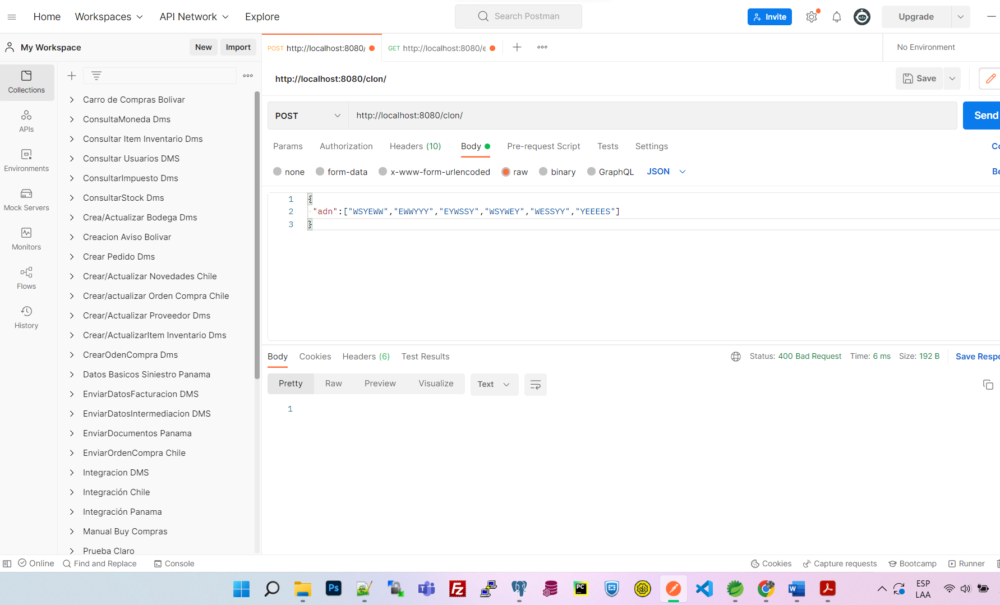 Home Workspaces API Network Explore Search Postman Invite Upgrade
My Workspace New Import POST http://localhost:8080/ GET http://localhost:8080/e No Environment
http://localhost:8080/clon/ Save
POST http://localhost:8080/clon/ Send
Params Authorization Headers (10) Body Pre-request Script Tests Settings Co
none form-data x-www-form-urlencoded raw binary GraphQL JSON Be
1 {
2 "adn":["WSYEWW","EWWYYY","EYWSSY","WSYWEY","WESSYY","YEEEES"]
3 }
Body Cookies Headers (6) Test Results Status: 400 Bad Request Time: 6 ms Size: 192 B Save Respo
Pretty Raw Preview Visualize Text
1
Collections
APIs
Environments
Mock Servers
Monitors
Flows
History
Carro de Compras Bolivar
ConsultaMoneda Dms
Consultar Item Inventario Dms
Consultar Usuarios DMS
ConsultarImpuesto Dms
ConsultarStock Dms
Crea/Actualizar Bodega Dms
Creacion Aviso Bolivar
Crear Pedido Dms
Crear/Actualizar Novedades Chile
Crear/actualizar Orden Compra Chile
Crear/Actualizar Proveedor Dms
Crear/ActualizarItem Inventario Dms
CrearOdenCompra Dms
Datos Basicos Siniestro Panama
EnviarDatosFacturacion DMS
EnviarDatosIntermediacion DMS
EnviarDocumentos Panama
EnviarOrdenCompra Chile
Integracion DMS
Integración Chile
Integración Panama
Manual Buy Compras
Prueba Claro
Online Find and Replace Console Cookies Capture requests Bootcamp Runner
Ps T FZ PC W ESP
LAA